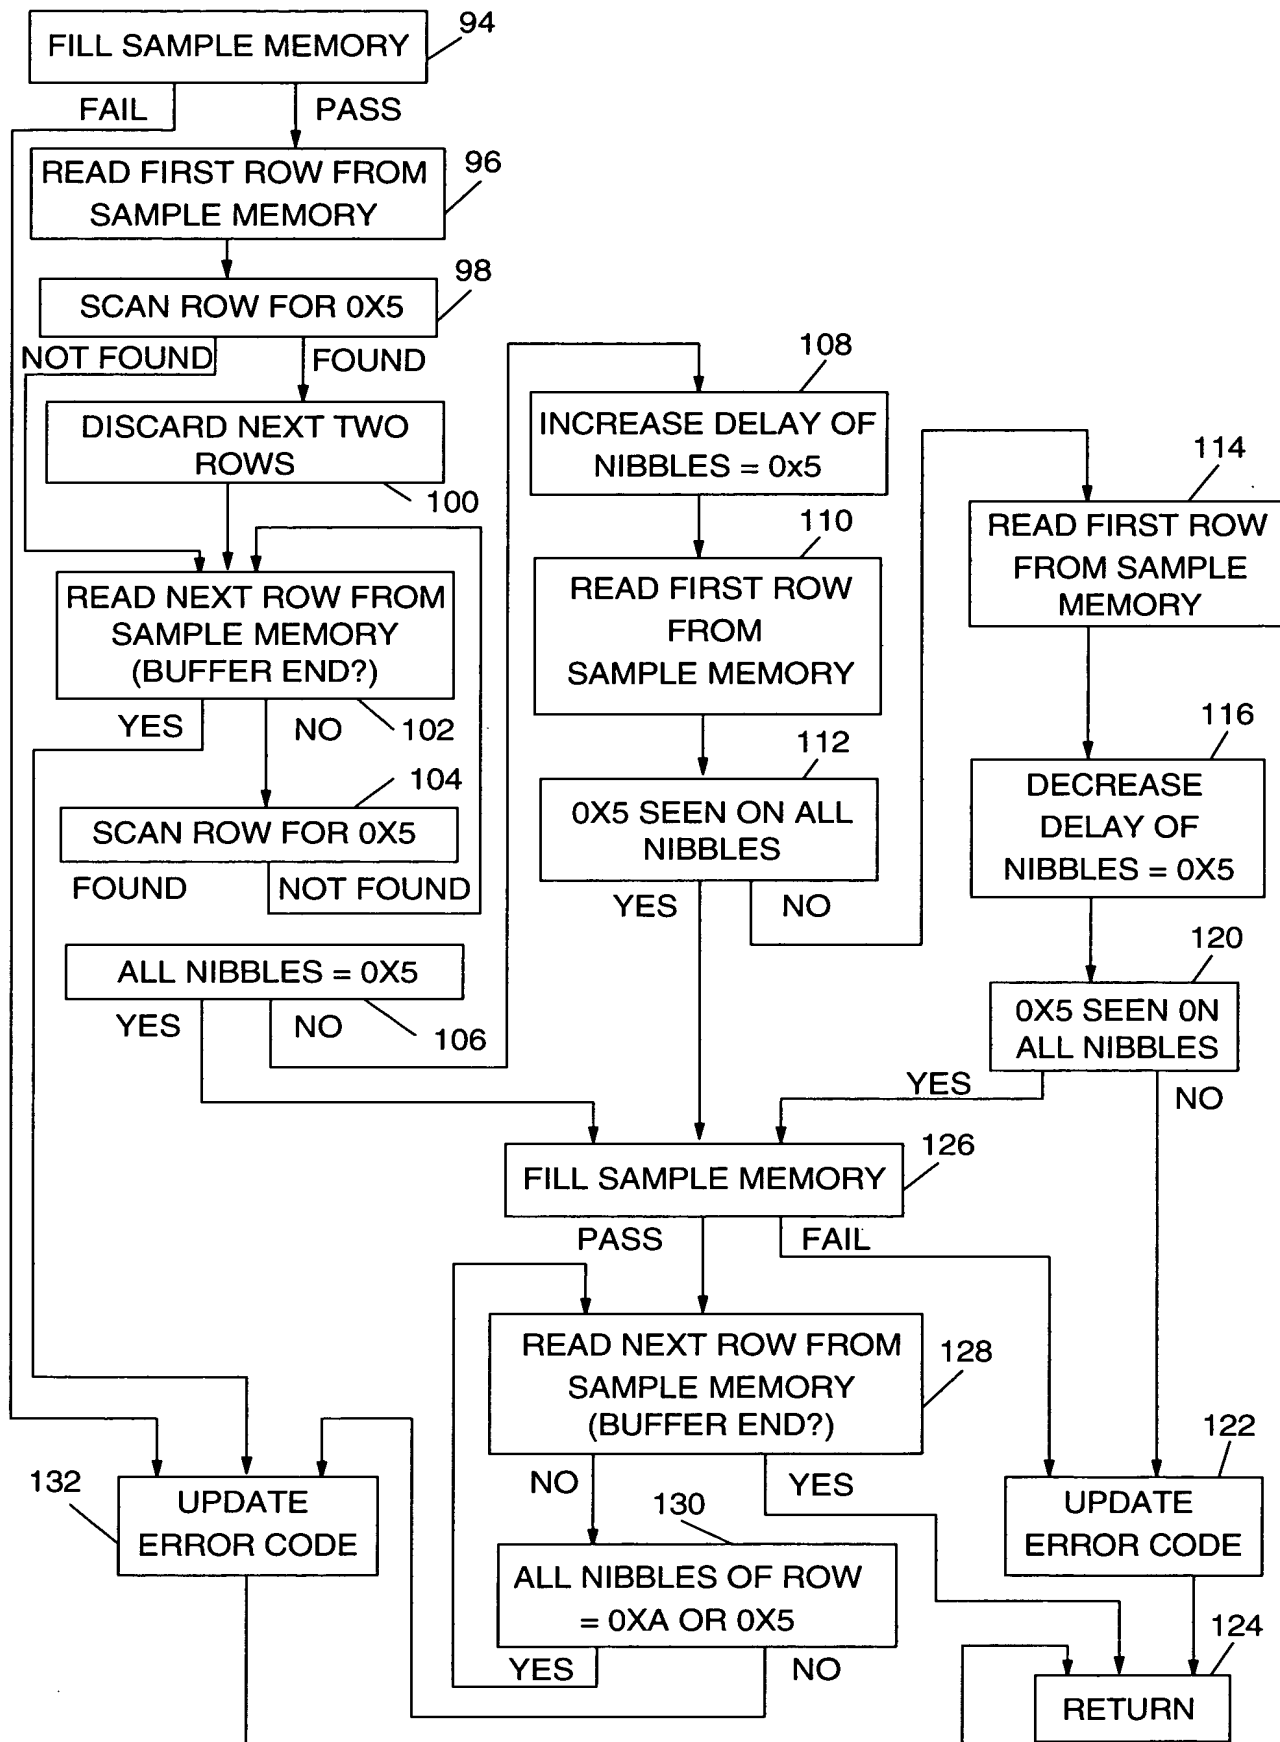 FILL SAMPLE MEMORY
94
FAIL
PASS
READ FIRST ROW FROM
SAMPLE MEMORY
96
SCAN ROW FOR 0X5
98
NOT FOUND
FOUND
DISCARD NEXT TWO
ROWS
100
READ NEXT ROW FROM
SAMPLE MEMORY
(BUFFER END?)
102
YES
NO
104
SCAN ROW FOR 0X5
FOUND
NOT FOUND
ALL NIBBLES = 0X5
106
YES
NO
108
INCREASE DELAY OF
NIBBLES = 0x5
110
READ FIRST ROW
FROM
SAMPLE MEMORY
112
0X5 SEEN ON ALL
NIBBLES
YES
NO
114
READ FIRST ROW
FROM SAMPLE
MEMORY
116
DECREASE
DELAY OF
NIBBLES = 0X5
120
0X5 SEEN 0N
ALL NIBBLES
YES
NO
FILL SAMPLE MEMORY
126
PASS
FAIL
READ NEXT ROW FROM
SAMPLE MEMORY
(BUFFER END?)
128
NO
YES
130
ALL NIBBLES OF ROW
= 0XA OR 0X5
YES
NO
132
UPDATE
ERROR CODE
122
UPDATE
ERROR CODE
124
RETURN